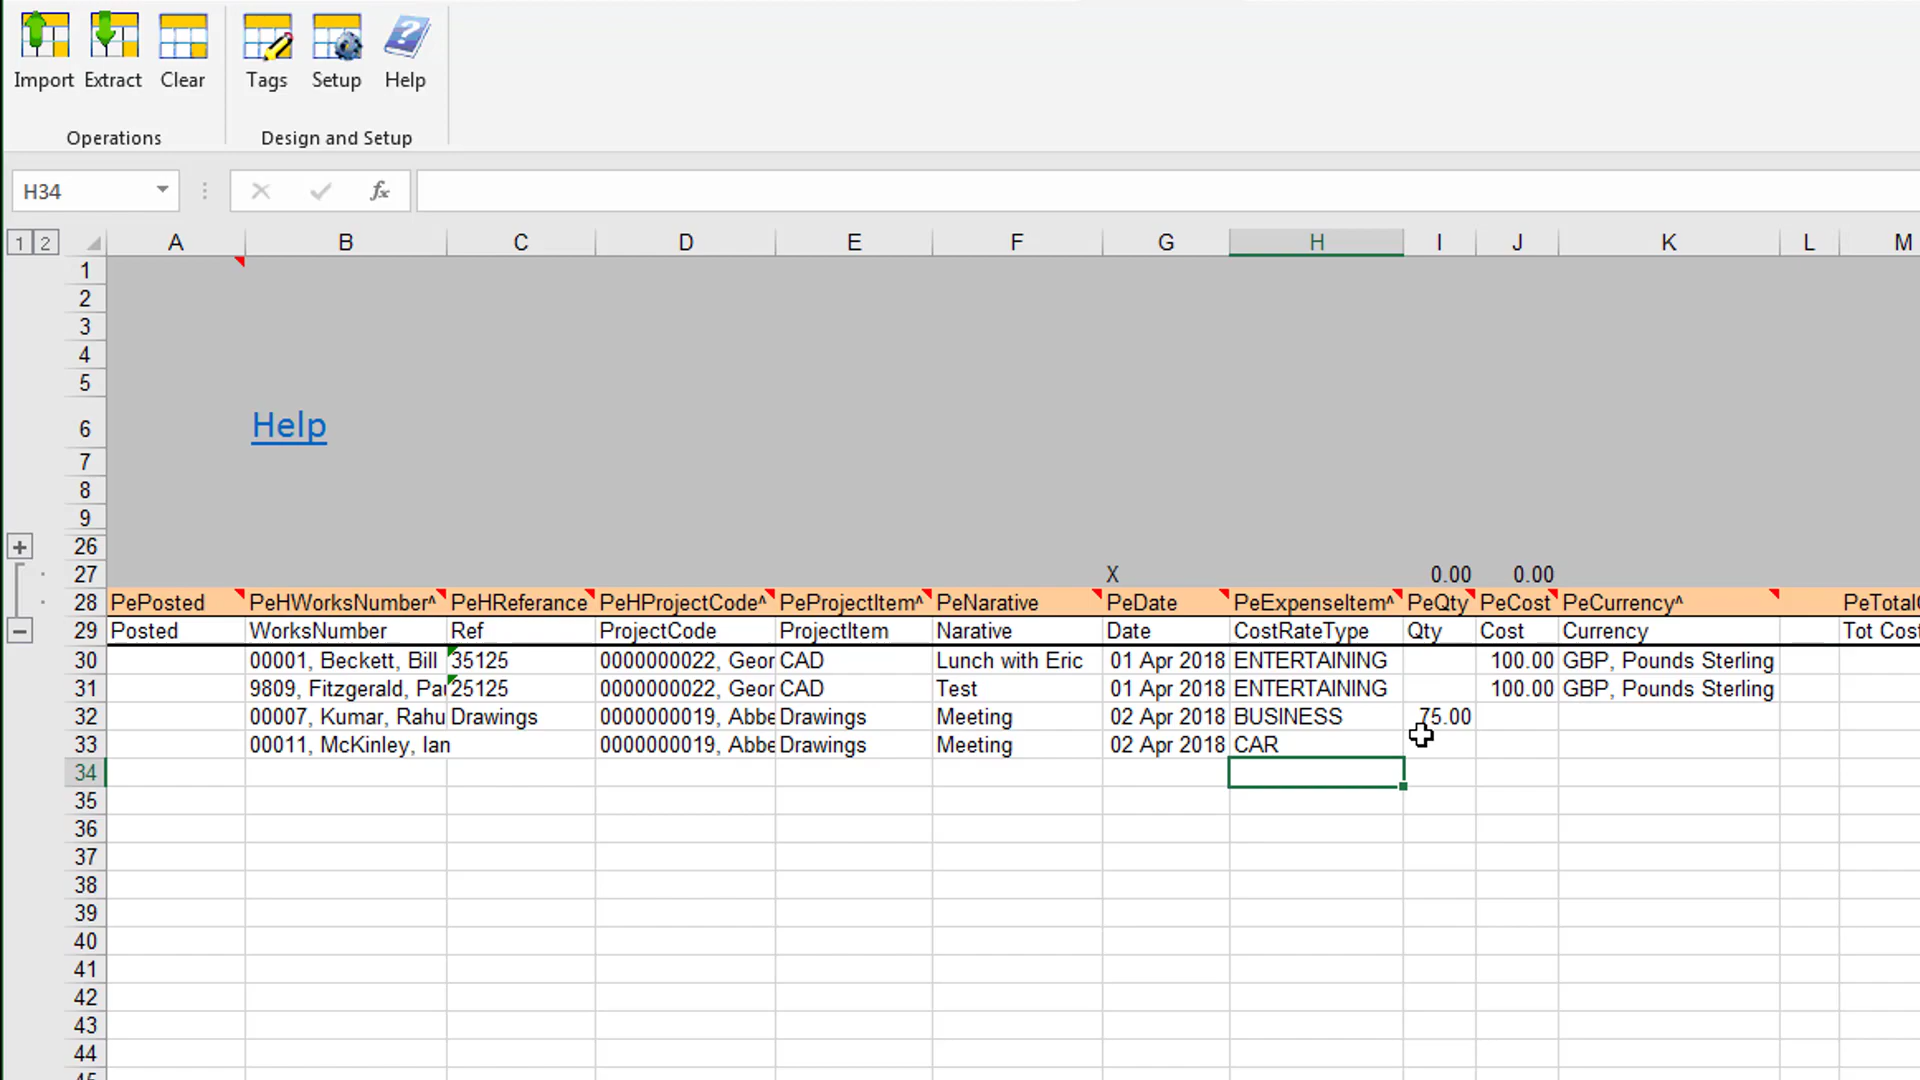 Import Extract Clear Tags Setup Help
Operations Design and Setup
H34 fx
1 2 A B C D E F G H I J K L M
1
2
3
4
5
6 Help
7
8
9
26
27 X 0.00 0.00
28 PePosted PeHWorksNumber^ PeHReferance PeHProjectCode^ PeProjectItem^ PeNarative PeDate PeExpenseItem^ PeQty PeCost PeCurrency^ PeTotalC
29 Posted WorksNumber Ref ProjectCode ProjectItem Narative Date CostRateType Qty Cost Currency Tot Cost
30 00001, Beckett, Bill 35125 0000000022, Geor CAD Lunch with Eric 01 Apr 2018 ENTERTAINING 100.00 GBP, Pounds Sterling
31 9809, Fitzgerald, Pau 25125 0000000022, Geor CAD Test 01 Apr 2018 ENTERTAINING 100.00 GBP, Pounds Sterling
32 00007, Kumar, Rahu Drawings 0000000019, Abbe Drawings Meeting 02 Apr 2018 BUSINESS 75.00
33 00011, McKinley, Ian 0000000019, Abbe Drawings Meeting 02 Apr 2018 CAR
34
35
36
37
38
39
40
41
42
43
44
45